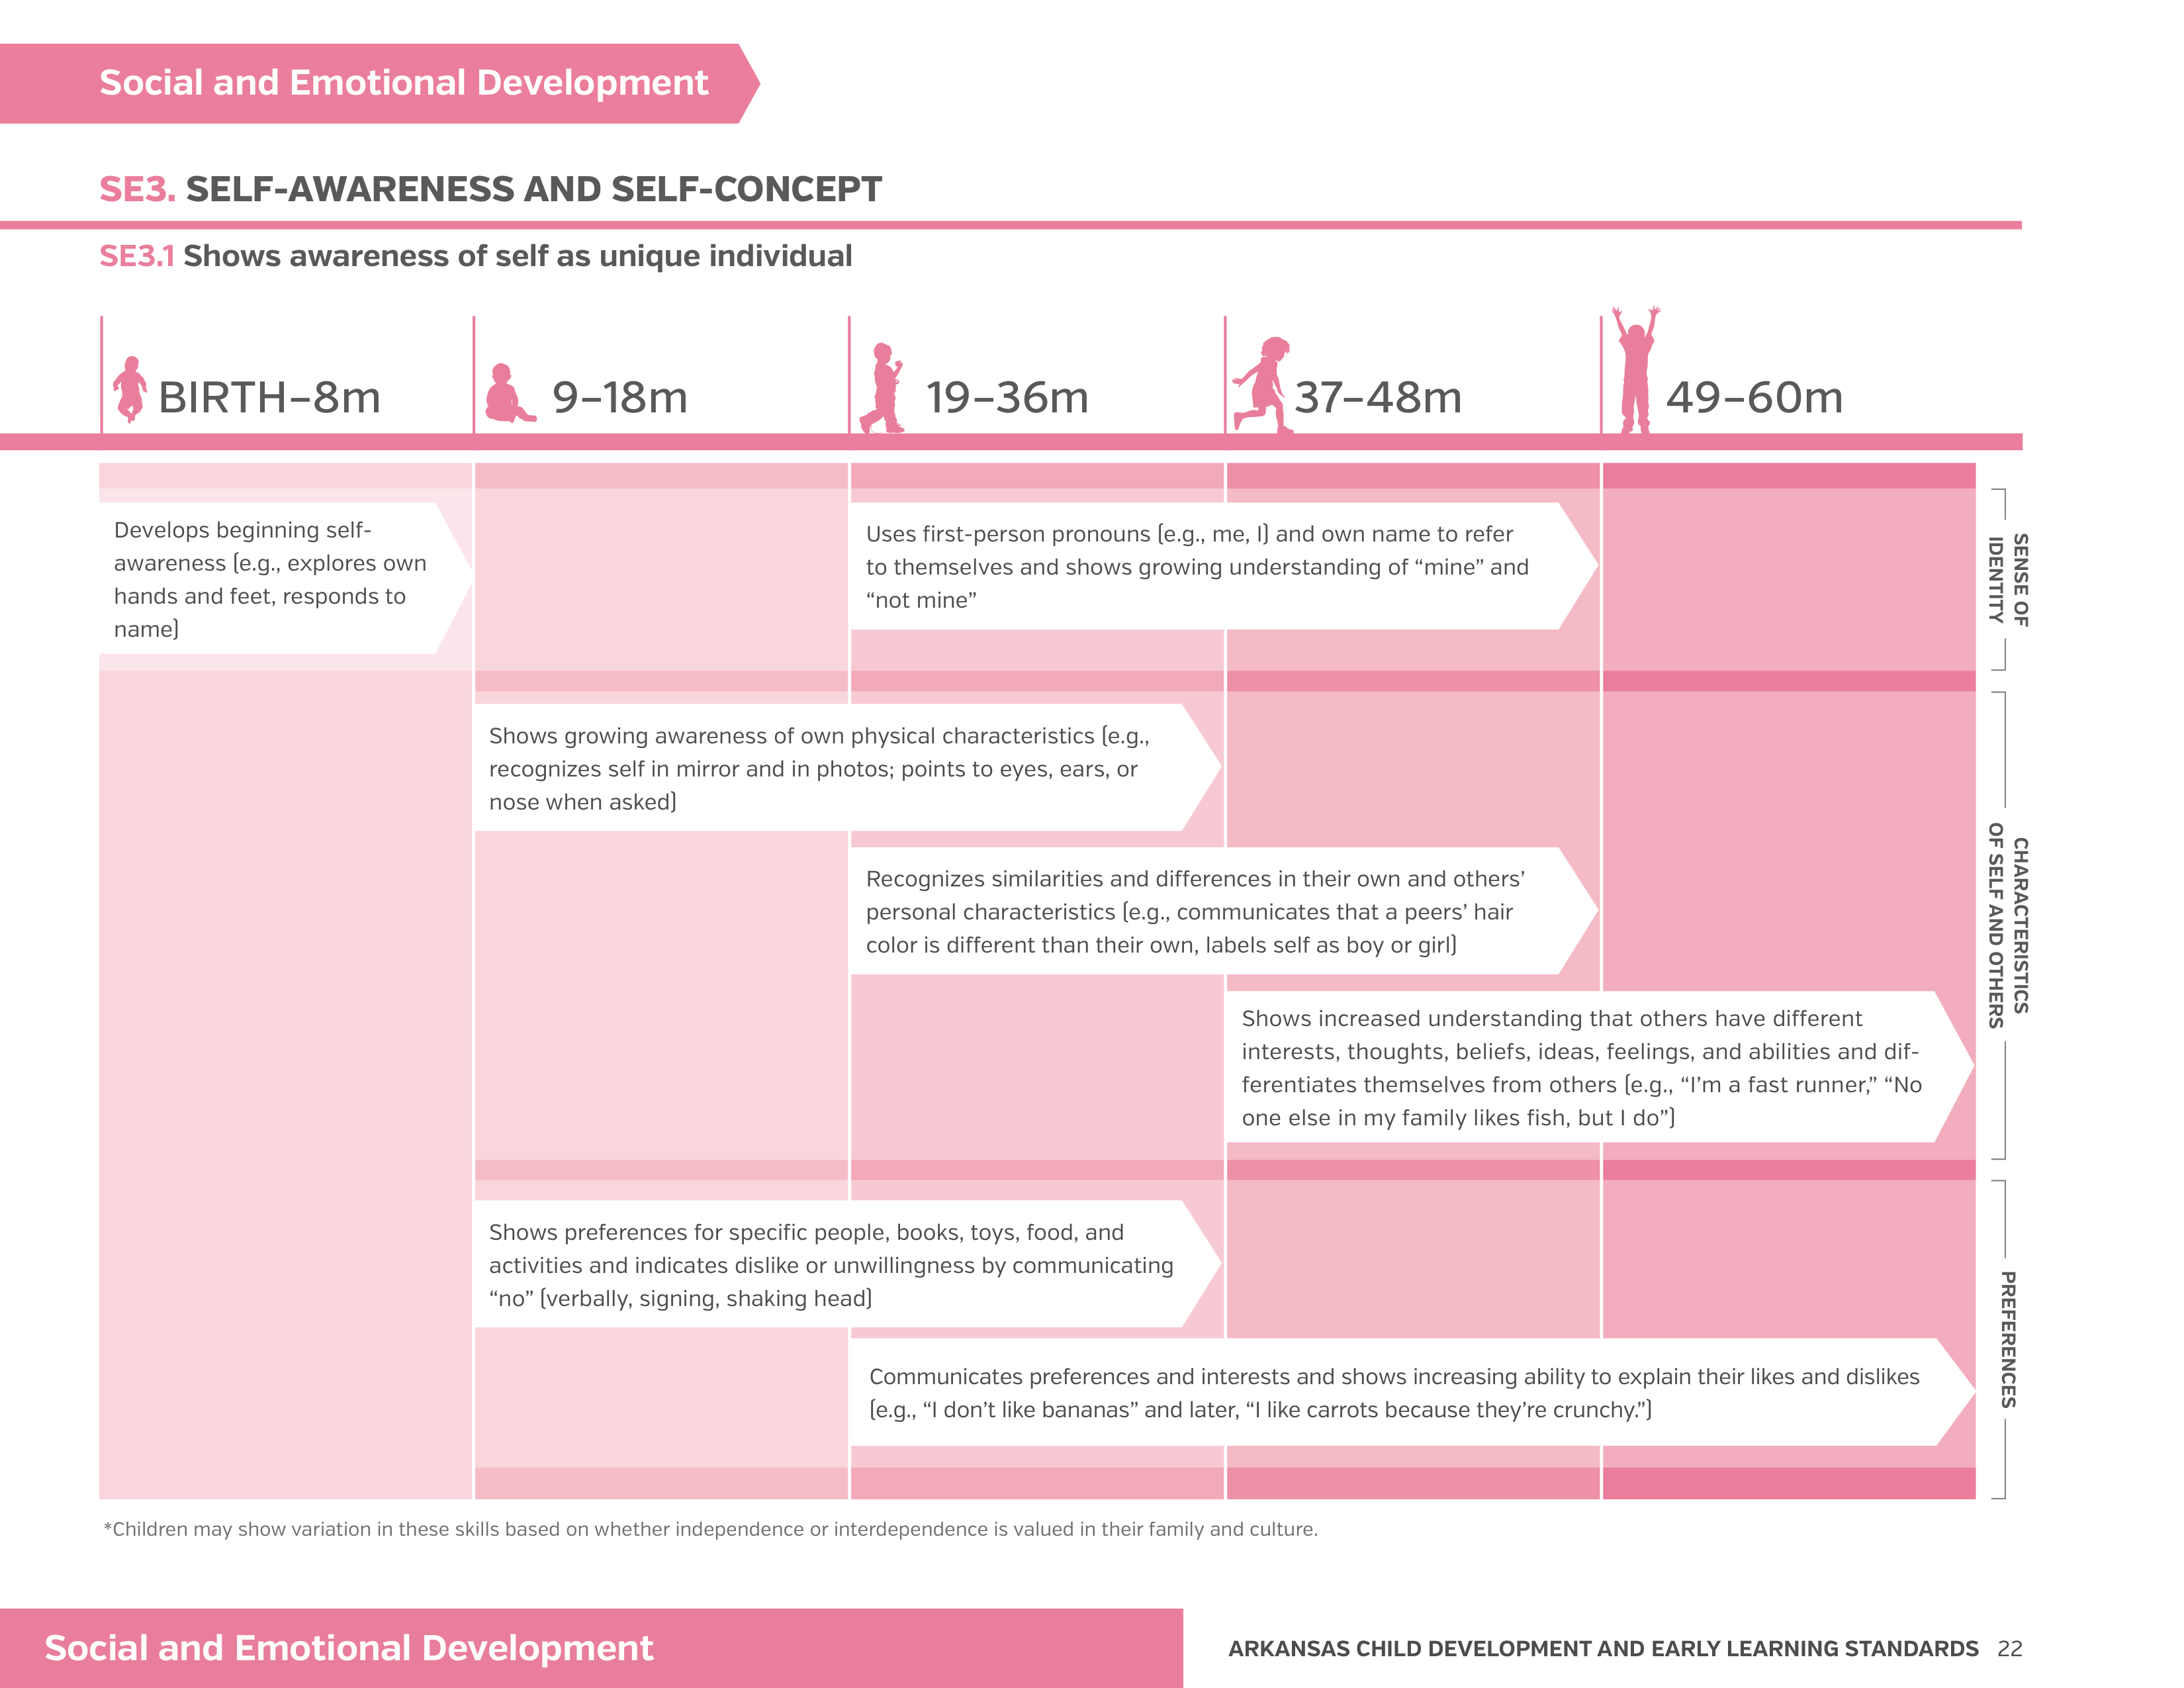 Social and Emotional Development
SE3. SELF-AWARENESS AND SELF-CONCEPT
SE3.1 Shows awareness of self as unique individual
BIRTH–8m
9–18m
19–36m
37–48m
49–60m
Develops beginning self-
awareness (e.g., explores own
hands and feet, responds to
name)
Uses first-person pronouns (e.g., me, I) and own name to refer
to themselves and shows growing understanding of “mine” and
“not mine”
SENSE OF
IDENTITY
Shows growing awareness of own physical characteristics (e.g.,
recognizes self in mirror and in photos; points to eyes, ears, or
nose when asked)
Recognizes similarities and differences in their own and others’
personal characteristics (e.g., communicates that a peers’ hair
color is different than their own, labels self as boy or girl)
Shows increased understanding that others have different
interests, thoughts, beliefs, ideas, feelings, and abilities and dif-
ferentiates themselves from others (e.g., “I’m a fast runner,” “No
one else in my family likes fish, but I do”)
CHARACTERISTICS
OF SELF AND OTHERS
Shows preferences for specific people, books, toys, food, and
activities and indicates dislike or unwillingness by communicating
“no” (verbally, signing, shaking head)
Communicates preferences and interests and shows increasing ability to explain their likes and dislikes
(e.g., “I don’t like bananas” and later, “I like carrots because they’re crunchy.”)
PREFERENCES
*Children may show variation in these skills based on whether independence or interdependence is valued in their family and culture.
Social and Emotional Development
ARKANSAS CHILD DEVELOPMENT AND EARLY LEARNING STANDARDS 22